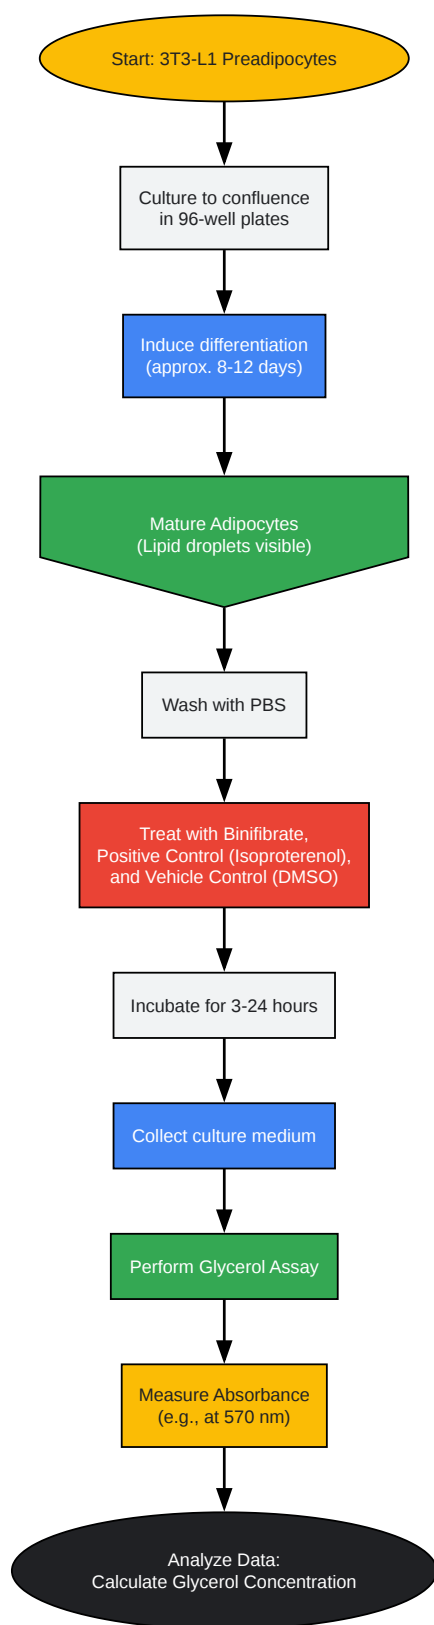 Start: 3T3-L1 Preadipocytes
Culture to confluence
in 96-well plates
Induce differentiation
(approx. 8-12 days)
Mature Adipocytes
(Lipid droplets visible)
Wash with PBS
Treat with Binifibrate,
Positive Control (Isoproterenol),
and Vehicle Control (DMSO)
Incubate for 3-24 hours
Collect culture medium
Perform Glycerol Assay
Measure Absorbance
(e.g., at 570 nm)
Analyze Data:
Calculate Glycerol Concentration